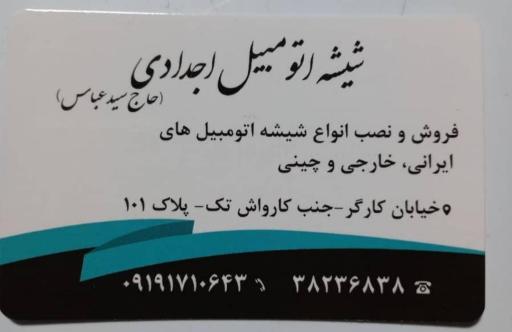 شیشه اتومبیل اجدادی
(حاج سید عباس)
فروش و نصب انواع شیشه اتومبیل های
ایرانی، خارجی و چینی
خیابان کارگر-جنب کارواش تک- پلاک ۱۰۱
۳۸۲۳۶۸۳۸ ۰۹۱۹۱۷۱۰۶۴۳